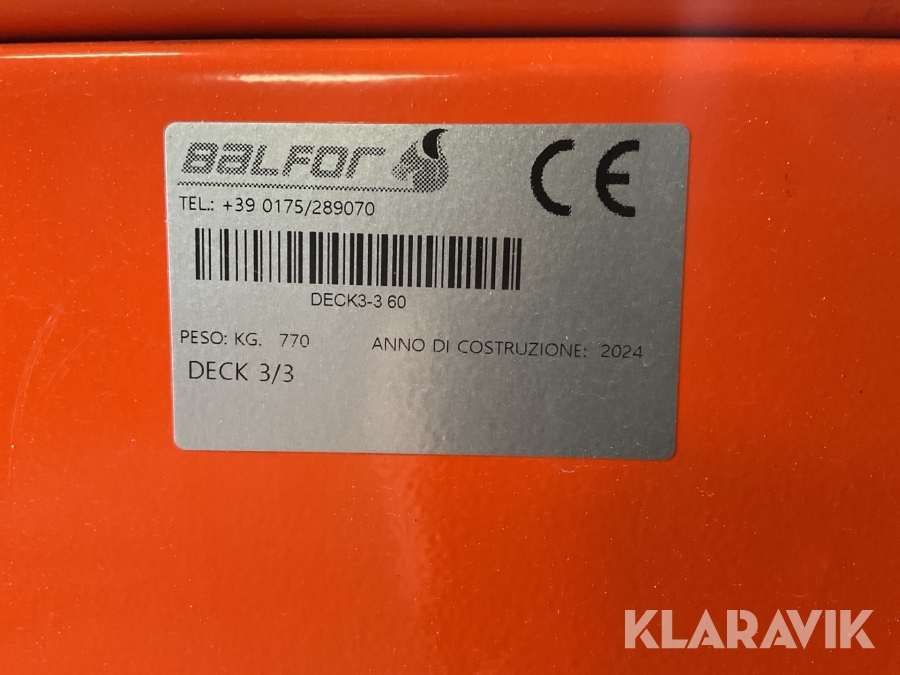 BALFOR
CE
TEL.: +39 0175/289070
DECK3-3 60
PESO: KG. 770 ANNO DI COSTRUZIONE: 2024
DECK 3/3
KLARAVIK